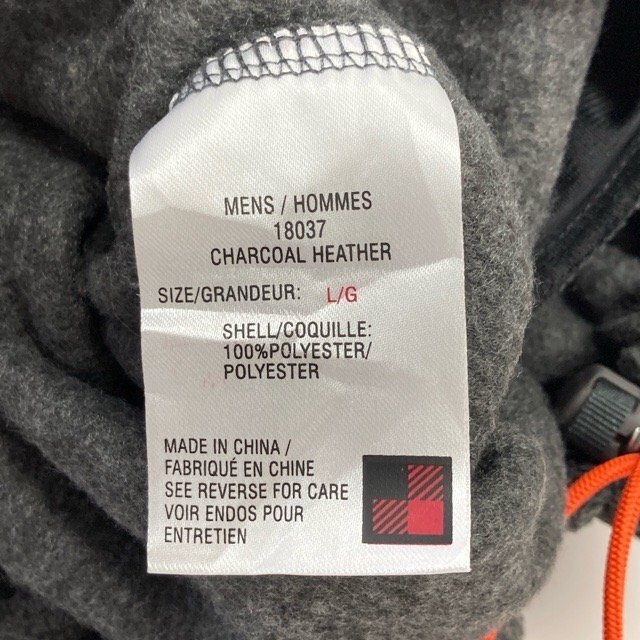 MENS / HOMMES
18037
CHARCOAL HEATHER
SIZE/GRANDEUR: L/G
SHELL/COQUILLE:
100%POLYESTER/
POLYESTER
MADE IN CHINA /
FABRIQUÉ EN CHINE
SEE REVERSE FOR CARE
VOIR ENDOS POUR
ENTRETIEN